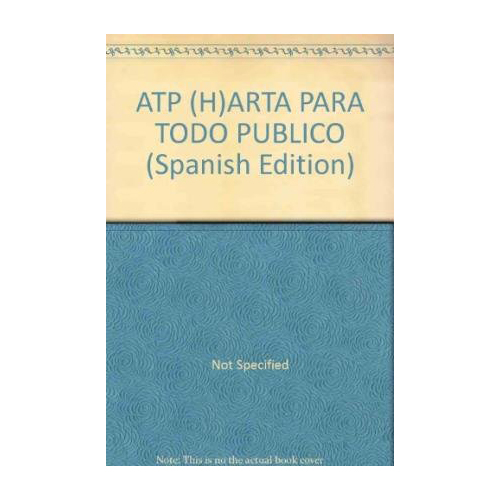 ATP (H)ARTA PARA
TODO PUBLICO
(Spanish Edition)
Not Specified
Note: This is no the actual book cover